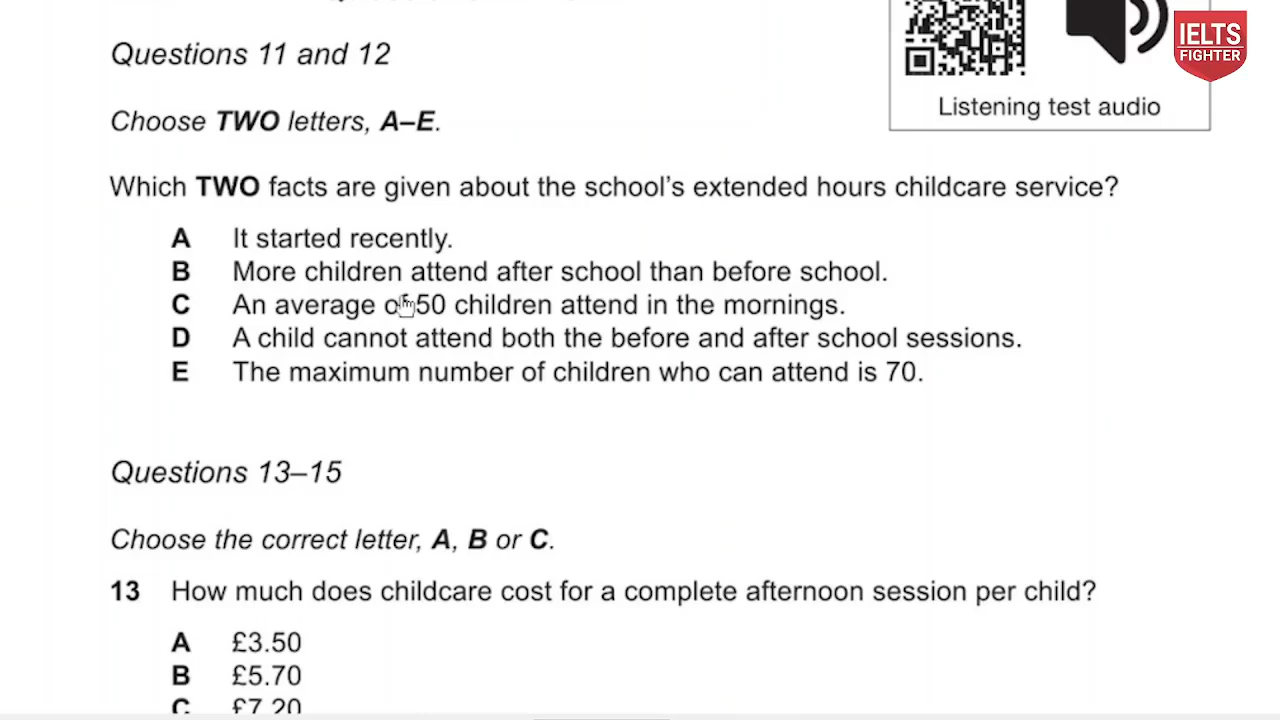 IELTS
FIGHTER
Questions 11 and 12
Listening test audio
Choose TWO letters, A–E.
Which TWO facts are given about the school's extended hours childcare service?
A It started recently.
B More children attend after school than before school.
C An average of 50 children attend in the mornings.
D A child cannot attend both the before and after school sessions.
E The maximum number of children who can attend is 70.
Questions 13–15
Choose the correct letter, A, B or C.
13 How much does childcare cost for a complete afternoon session per child?
A £3.50
B £5.70
C £7.20